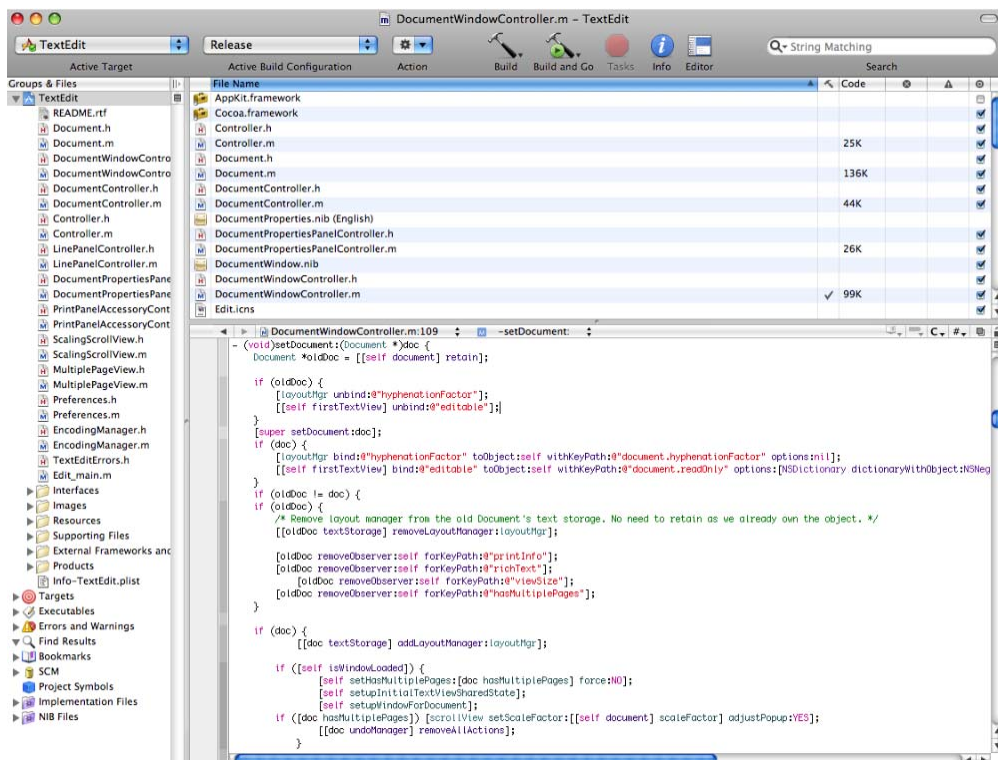 DocumentWindowController.m – TextEdit
TextEdit
Release
String Matching
Active Target
Active Build Configuration
Action
Build
Build and Go
Tasks
Info
Editor
Search
Groups & Files
TextEdit
README.rtf
Document.h
Document.m
DocumentWindowContro
DocumentWindowContro
DocumentController.h
DocumentController.m
Controller.h
Controller.m
LinePanelController.h
LinePanelController.m
DocumentPropertiesPane
DocumentPropertiesPane
PrintPanelAccessoryCont
PrintPanelAccessoryCont
ScalingScrollView.h
ScalingScrollView.m
MultiplePageView.h
MultiplePageView.m
Preferences.h
Preferences.m
EncodingManager.h
EncodingManager.m
TextEditErrors.h
Edit_main.m
Interfaces
Images
Resources
Supporting Files
External Frameworks and
Products
Info-TextEdit.plist
Targets
Executables
Errors and Warnings
Find Results
Bookmarks
SCM
Project Symbols
Implementation Files
NIB Files
File Name Code
AppKit.framework
Cocoa.framework
Controller.h
Controller.m 25K
Document.h
Document.m 136K
DocumentController.h
DocumentController.m 44K
DocumentProperties.nib (English)
DocumentPropertiesPanelController.h
DocumentPropertiesPanelController.m 26K
DocumentWindow.nib
DocumentWindowController.h
DocumentWindowController.m 99K
Edit.icns
DocumentWindowController.m:109 -setDocument: C, #,
- (void)setDocument:(Document *)doc {
Document *oldDoc = [[self document] retain];
if (oldDoc) {
[layoutMgr unbind:@"hyphenationFactor"];
[[self firstTextView] unbind:@"editable"];
}
[super setDocument:doc];
if (doc) {
[layoutMgr bind:@"hyphenationFactor" toObject:self withKeyPath:@"document.hyphenationFactor" options:nil];
[[self firstTextView] bind:@"editable" toObject:self withKeyPath:@"document.readOnly" options:[NSDictionary dictionaryWithObject:NSNeg
}
if (oldDoc != doc) {
if (oldDoc) {
/* Remove layout manager from the old Document's text storage. No need to retain as we already own the object. */
[[oldDoc textStorage] removeLayoutManager:layoutMgr];
[oldDoc removeObserver:self forKeyPath:@"printInfo"];
[oldDoc removeObserver:self forKeyPath:@"richText"];
[oldDoc removeObserver:self forKeyPath:@"viewSize"];
[oldDoc removeObserver:self forKeyPath:@"hasMultiplePages"];
}
if (doc) {
[[doc textStorage] addLayoutManager:layoutMgr];
if ([self isWindowLoaded]) {
[self setHasMultiplePages:[doc hasMultiplePages] force:NO];
[self setupInitialTextViewSharedState];
[self setupWindowForDocument];
if ([doc hasMultiplePages]) [scrollView setScaleFactor:[[self document] scaleFactor] adjustPopup:YES];
[[doc undoManager] removeAllActions];
}